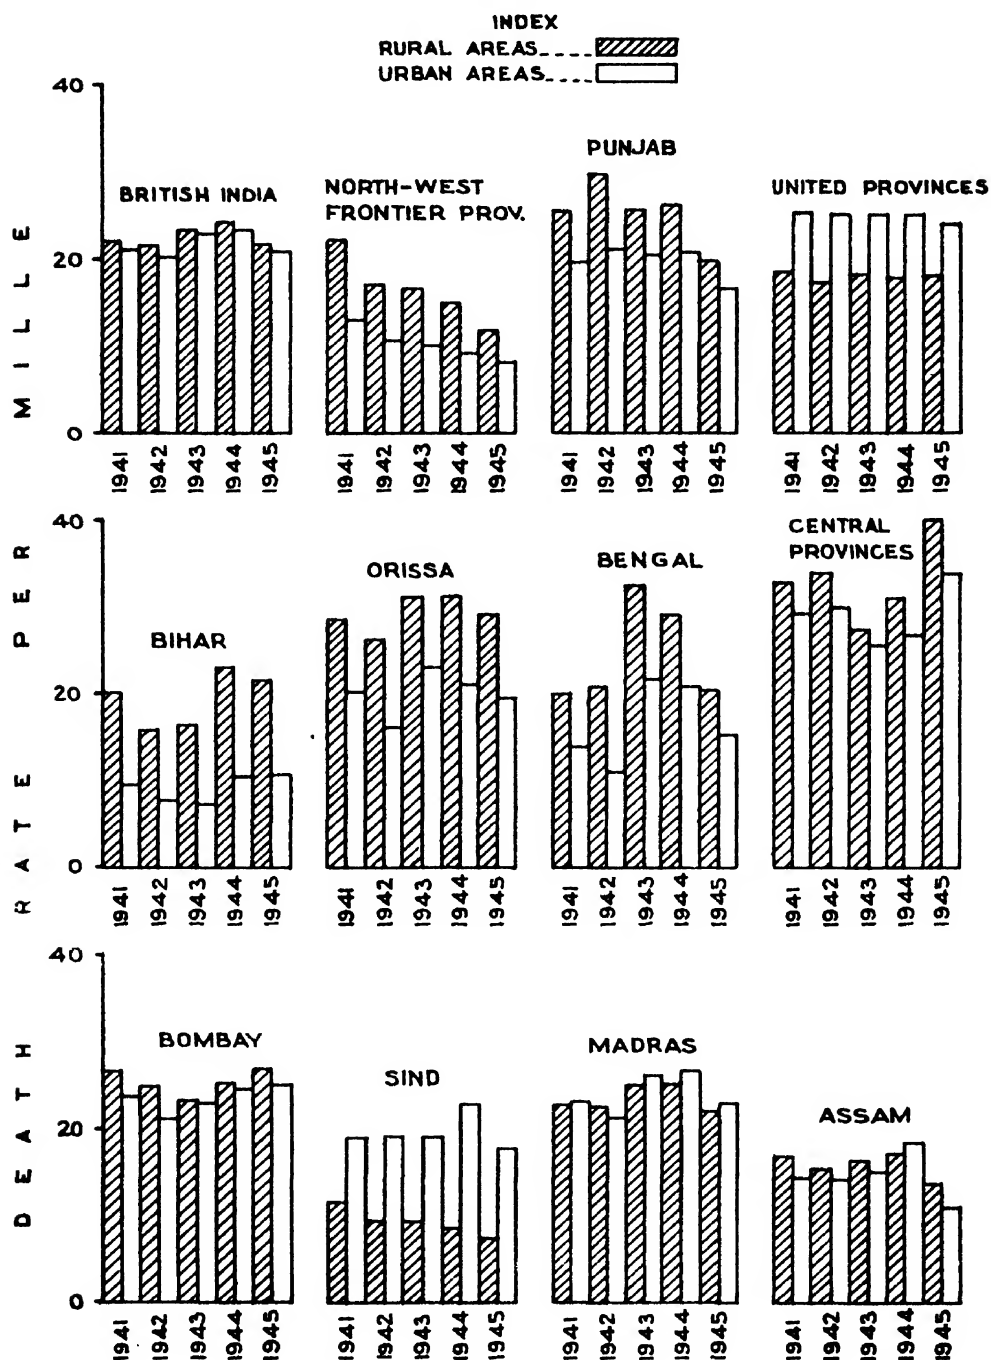 INDEX
RURAL AREAS
URBAN AREAS
DEATH RATE PER MILLE
40
20
0
BRITISH INDIA
1941 1942 1943 1944 1945
NORTH-WEST
FRONTIER PROV.
1941 1942 1943 1944 1945
PUNJAB
1941 1942 1943 1944 1945
UNITED PROVINCES
1941 1942 1943 1944 1945
40
20
0
BIHAR
1941 1942 1943 1944 1945
ORISSA
1941 1942 1943 1944 1945
BENGAL
1941 1942 1943 1944 1945
CENTRAL
PROVINCES
1941 1942 1943 1944 1945
40
20
0
BOMBAY
1941 1942 1943 1944 1945
SIND
1941 1942 1943 1944 1945
MADRAS
1941 1942 1943 1944 1945
ASSAM
1941 1942 1943 1944 1945